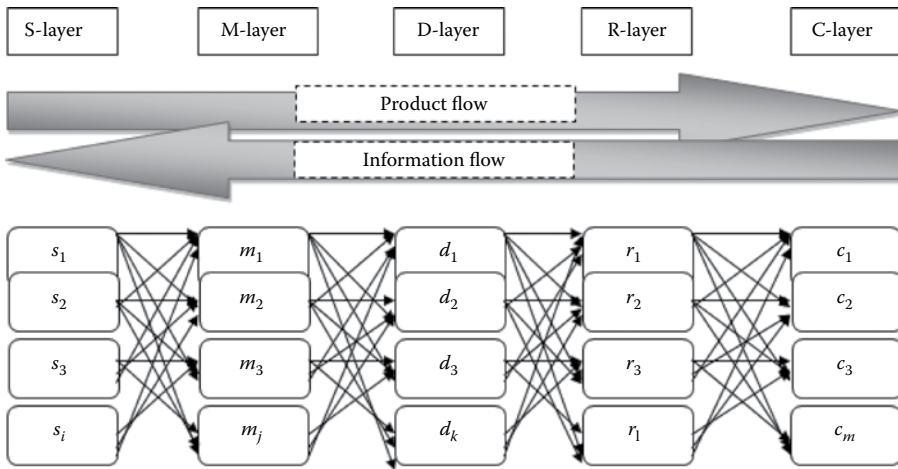 S-layer M-layer D-layer R-layer C-layer
Product flow
Information flow
s₁ m₁ d₁ r₁ c₁
s₂ m₂ d₂ r₂ c₂
s₃ m₃ d₃ r₃ c₃
sᵢ mⱼ dₖ rₗ cₘ